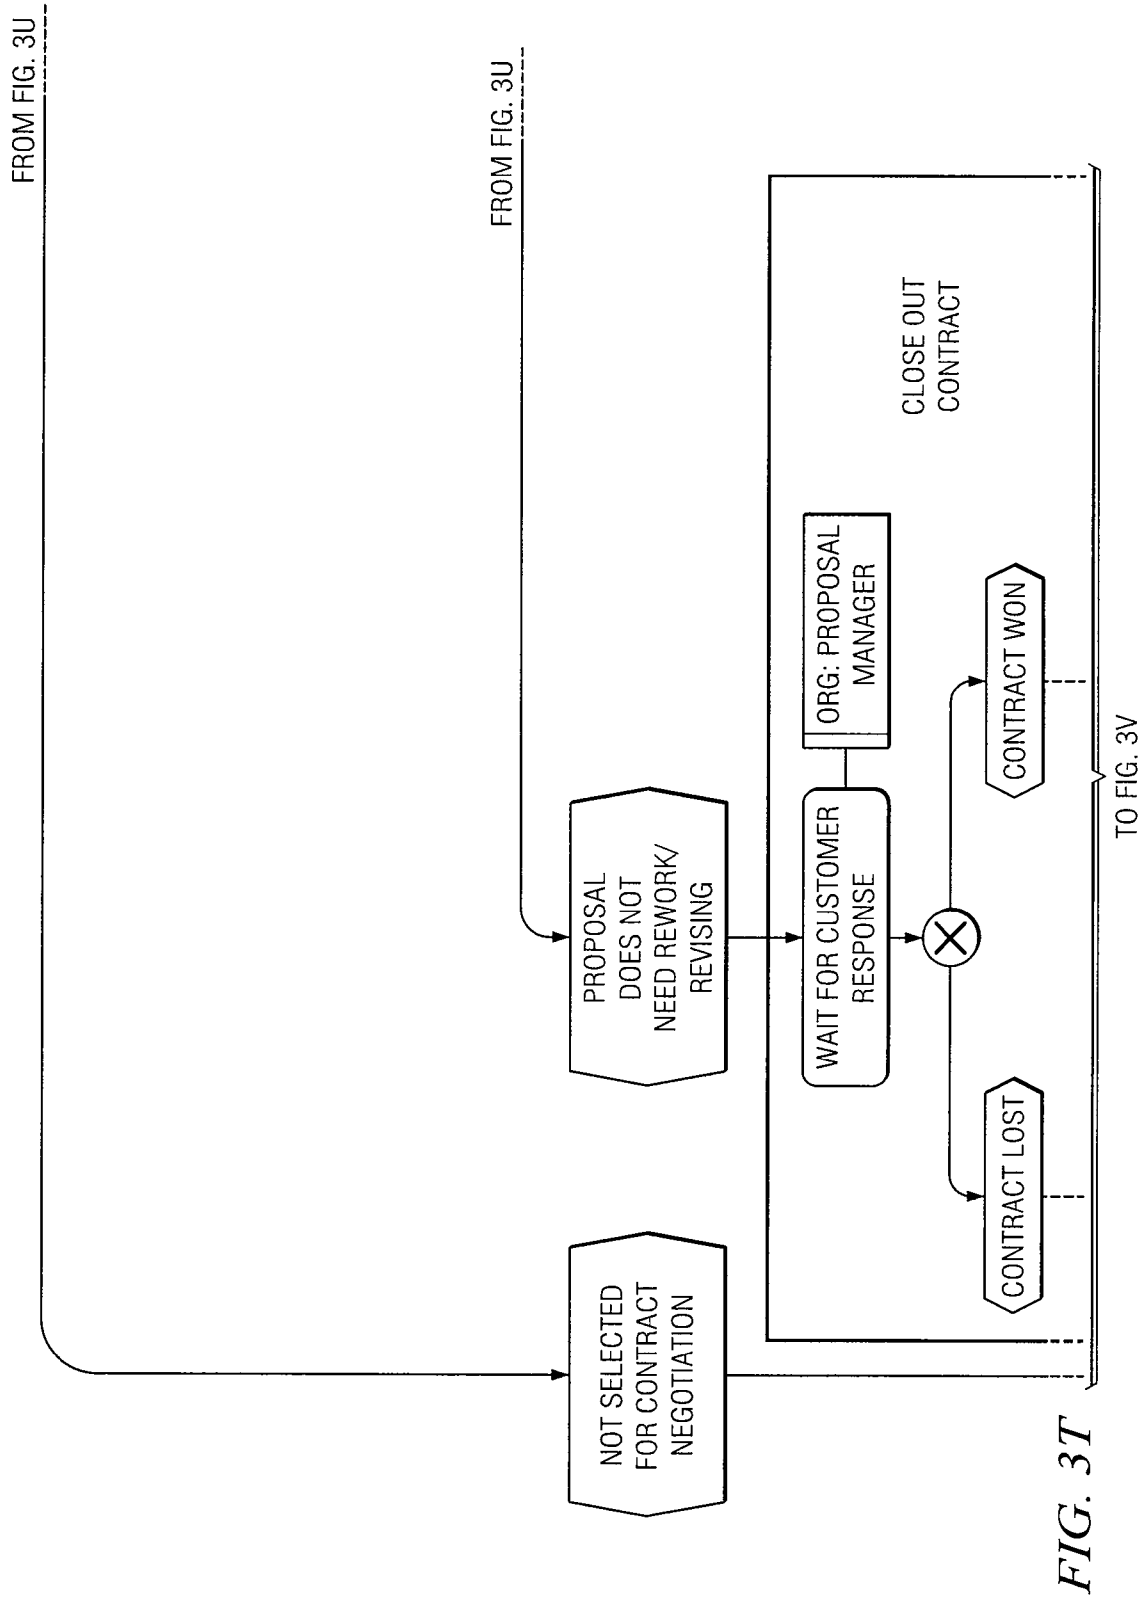 FROM FIG. 3U
FROM FIG. 3U
NOT SELECTED
FOR CONTRACT
NEGOTIATION
PROPOSAL
DOES NOT
NEED REWORK/
REVISING
WAIT FOR CUSTOMER
RESPONSE
ORG: PROPOSAL
MANAGER
CLOSE OUT
CONTRACT
CONTRACT LOST
CONTRACT WON
TO FIG. 3V
FIG. 3T